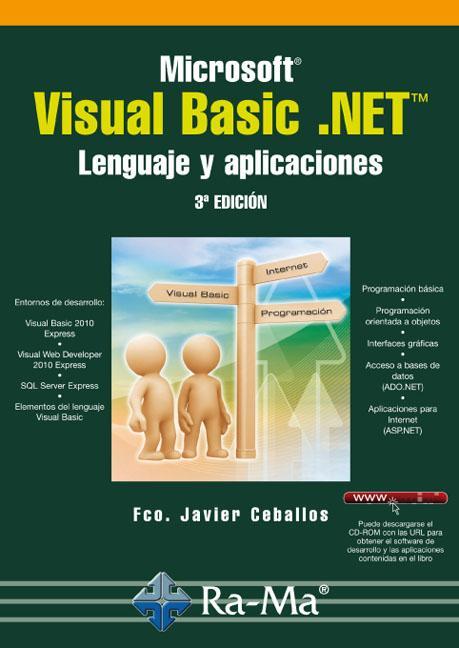 Microsoft®
Visual Basic .NET™
Lenguaje y aplicaciones
3ª EDICIÓN
Internet
Visual Basic
Programación
Entornos de desarrollo:
Visual Basic 2010
Express
•
Visual Web Developer
2010 Express
•
SQL Server Express
•
Elementos del lenguaje
Visual Basic
Programación básica
•
Programación
orientada a objetos
•
Interfaces gráficas
•
Acceso a bases de
datos
(ADO.NET)
•
Aplicaciones para
Internet
(ASP.NET)
Fco. Javier Ceballos
www
Puede descargarse el
CD-ROM con las URL para
obtener el software de
desarrollo y las aplicaciones
contenidas en el libro
Ra-Ma®